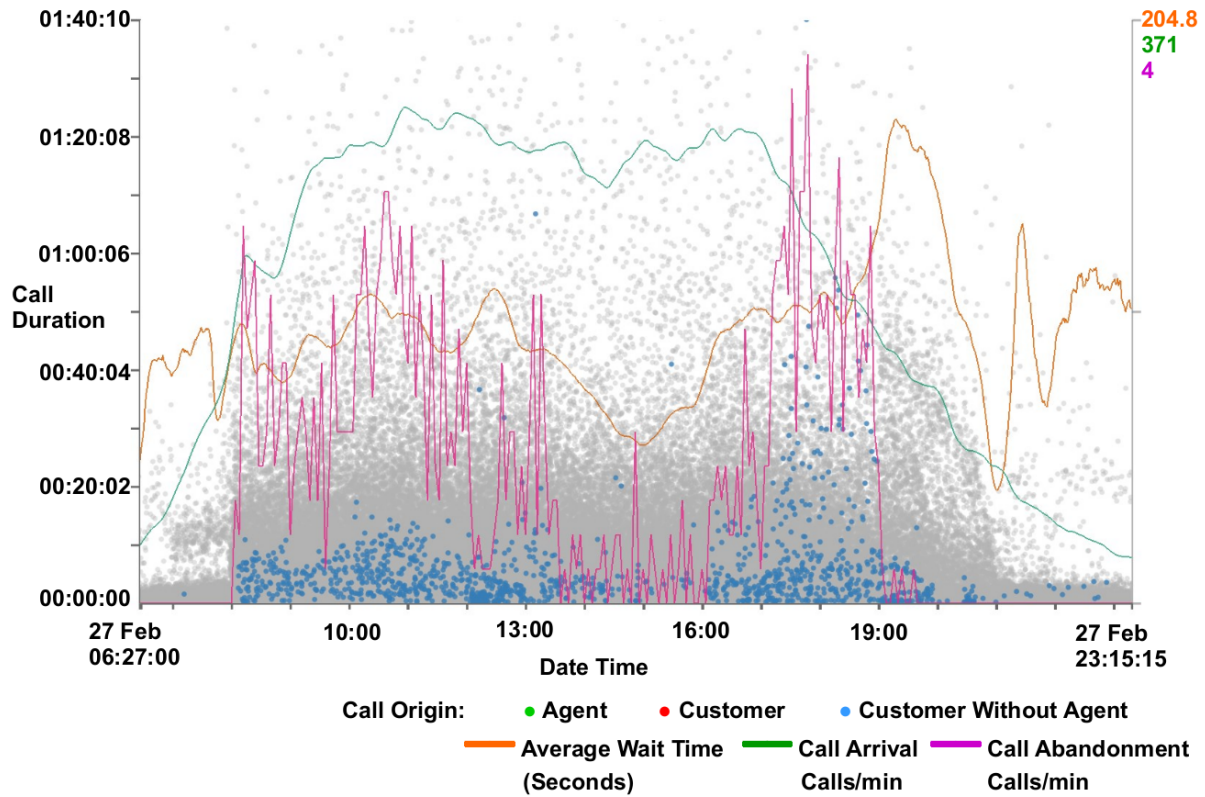 01:40:10
204.8
371
4
01:20:08
01:00:06
Call
Duration
00:40:04
00:20:02
00:00:00
27 Feb
06:27:00
10:00
13:00
16:00
19:00
27 Feb
23:15:15
Date Time
Call Origin: Agent Customer Customer Without Agent
Average Wait Time Call Arrival Call Abandonment
(Seconds) Calls/min Calls/min